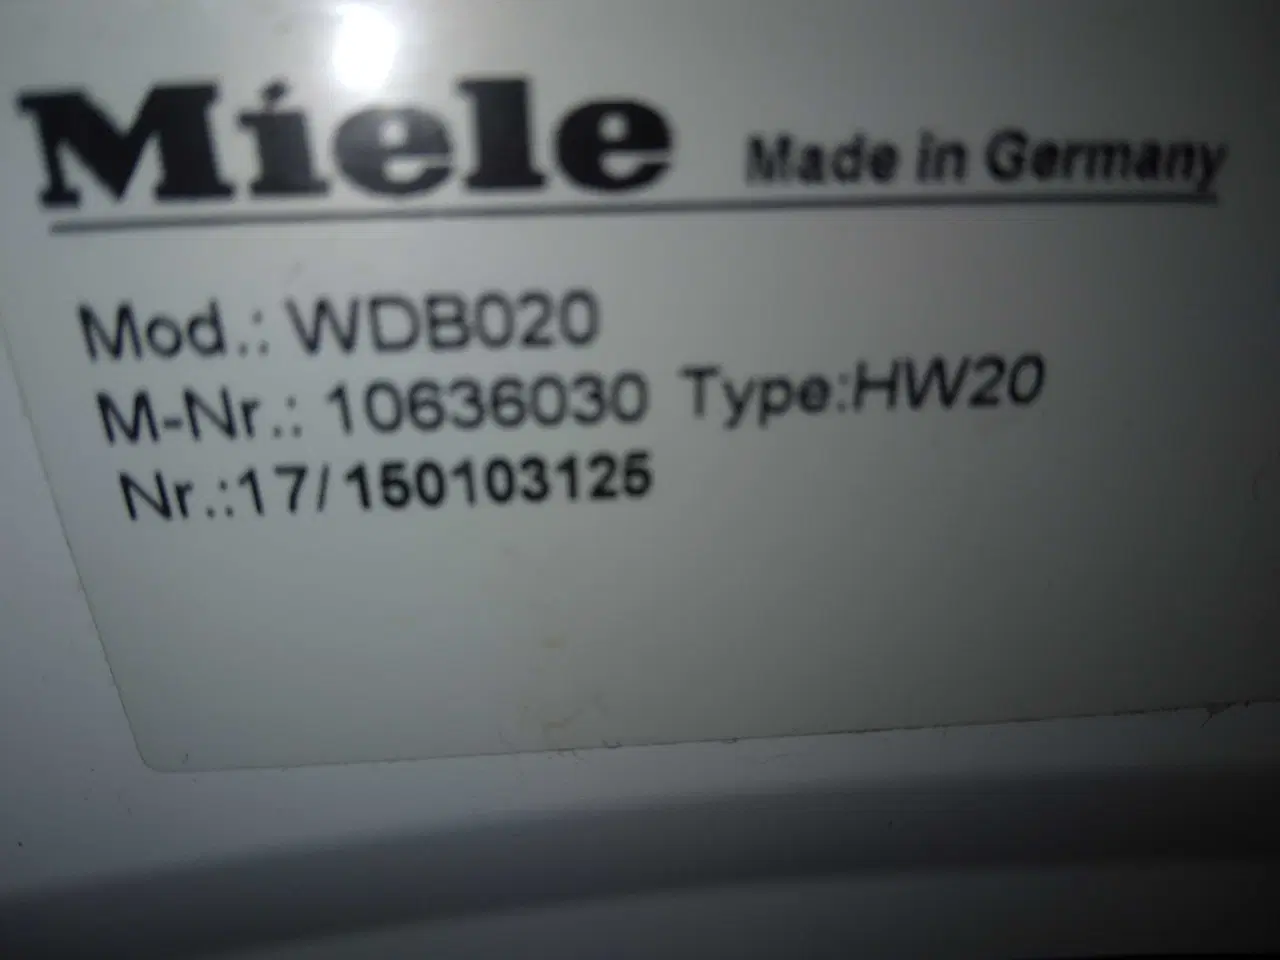 Miele Made in Germany
Mod.: WDB020
M-Nr.: 10636030 Type:HW20
Nr.:17/150103125